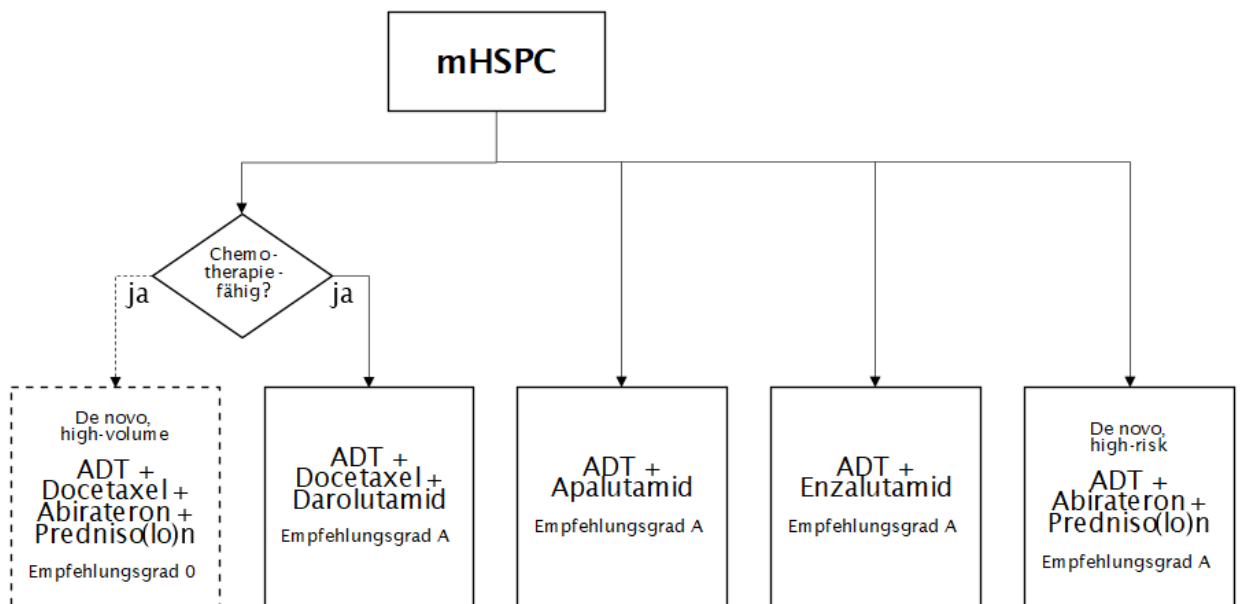 mHSPC
Chemo-
therapie-
fähig?
ja
ja
De novo,
high-volume
ADT +
Docetaxel +
Abirateron +
Predniso(lo)n
Empfehlungsgrad 0
ADT +
Docetaxel +
Darolutamid
Empfehlungsgrad A
ADT +
Apalutamid
Empfehlungsgrad A
ADT +
Enzalutamid
Empfehlungsgrad A
De novo,
high-risk
ADT +
Abirateron +
Predniso(lo)n
Empfehlungsgrad A